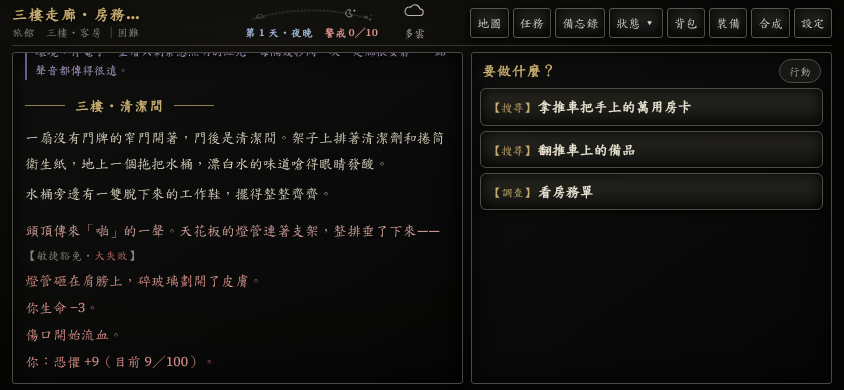 三樓走廊・房務…
旅館 三樓・客房｜困難
第 1 天・夜晚 警戒 0/10
多雲
地圖
任務
備忘錄
狀態 ▼
背包
裝備
合成
設定
聲音都傳得很遠。
三樓・清潔間
一扇沒有門牌的窄門開著，門後是清潔間。架子上排著清潔劑和捲筒
衛生紙，地上一個拖把水桶，漂白水的味道嗆得眼睛發酸。
水桶旁邊有一雙脫下來的工作鞋，擺得整整齊齊。
頭頂傳來「啪」的一聲。天花板的燈管連著支架，整排垂了下來——
【敏捷豁免・大失敗】
燈管砸在肩膀上，碎玻璃劃開了皮膚。
你生命 −3。
傷口開始流血。
你：恐懼 +9（目前 9／100）。
要做什麼？
行動
【搜尋】拿推車把手上的萬用房卡
【搜尋】翻推車上的備品
【調查】看房務單